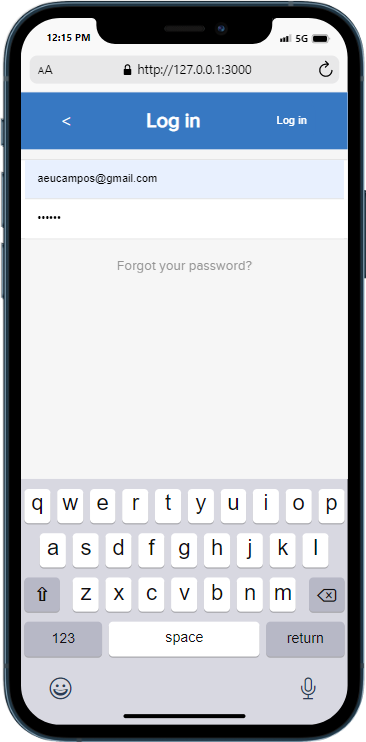 12:15 PM 5G
AA http://127.0.0.1:3000
< Log in Log in
aeucampos@gmail.com
••••••
Forgot your password?
q w e r t y u i o p
a s d f g h j k l
z x c v b n m
123 space return